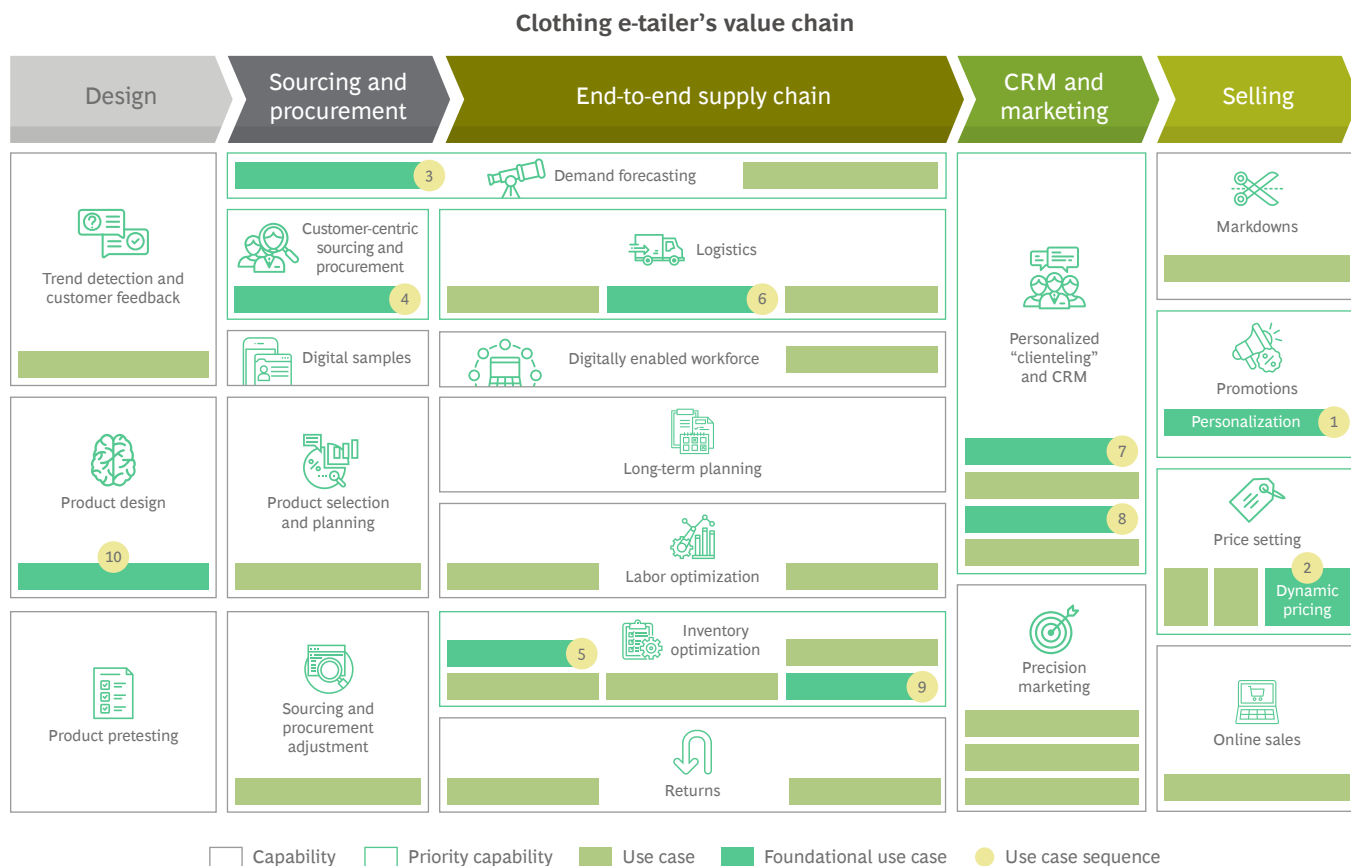 Clothing e-tailer's value chain
Design
Sourcing and
procurement
End-to-end supply chain
CRM and
marketing
Selling
Trend detection and
customer feedback
Product design
10
Product pretesting
3
Demand forecasting
Customer-centric
sourcing and
procurement
4
Digital samples
Product selection
and planning
Sourcing and
procurement
adjustment
Logistics
6
Digitally enabled workforce
Long-term planning
Labor optimization
Inventory
optimization
5
9
Returns
Personalized
“clienteling”
and CRM
7
8
Precision
marketing
Markdowns
Promotions
Personalization
1
Price setting
2
Dynamic
pricing
Online sales
Capability
Priority capability
Use case
Foundational use case
Use case sequence